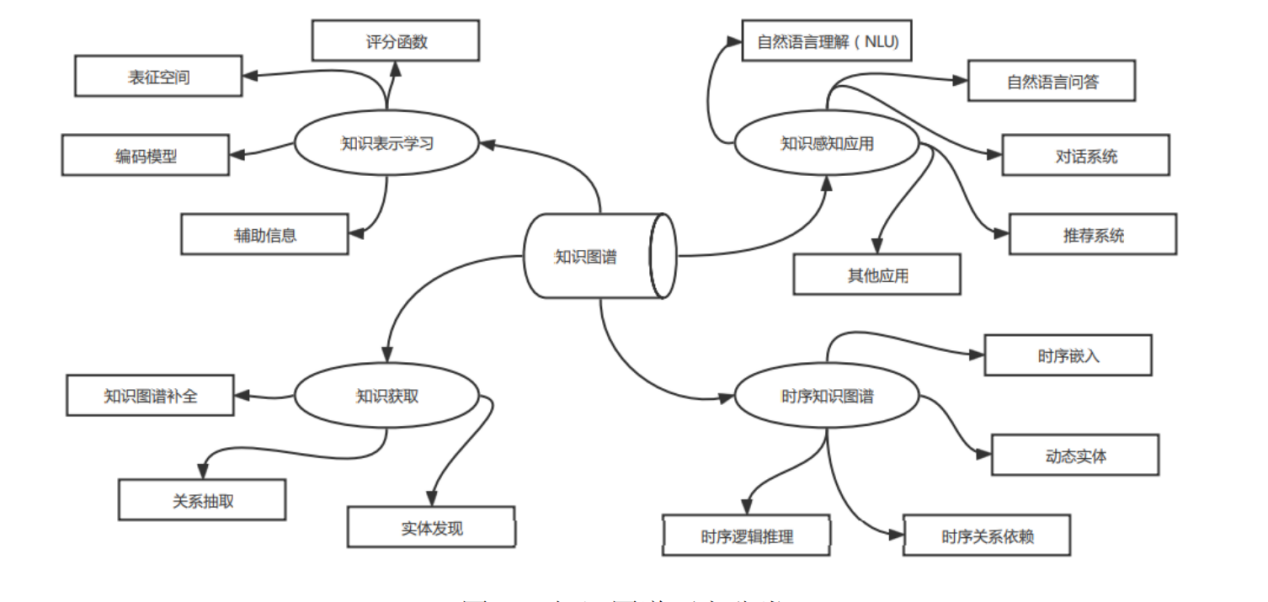 评分函数
自然语言理解（NLU)
表征空间
自然语言问答
知识表示学习
知识感知应用
编码模型
对话系统
辅助信息
推荐系统
知识图谱
其他应用
时序嵌入
知识图谱补全
知识获取
时序知识图谱
动态实体
关系抽取
实体发现
时序逻辑推理
时序关系依赖